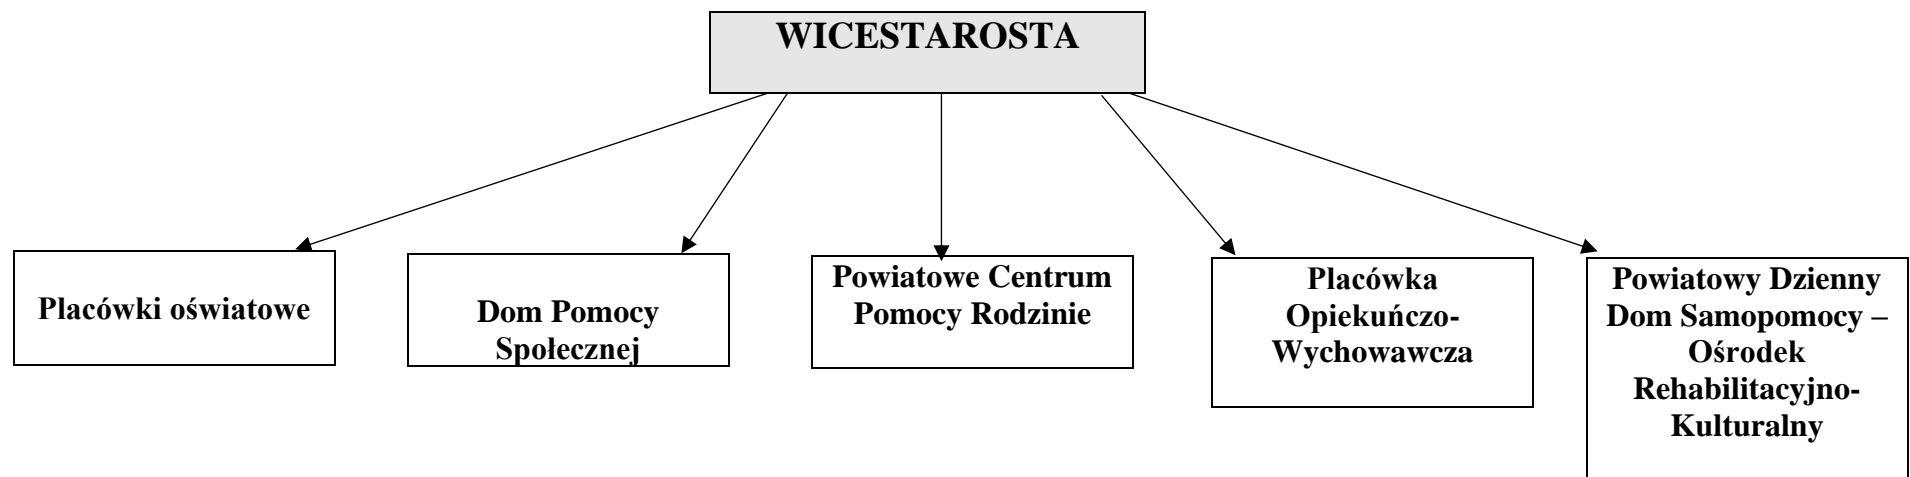 WICESTAROSTA
Placówki oświatowe
Dom Pomocy
Społecznej
Powiatowe Centrum
Pomocy Rodzinie
Placówka
Opiekuńczo-
Wychowawcza
Powiatowy Dzienny
Dom Samopomocy –
Ośrodek
Rehabilitacyjno-
Kulturalny